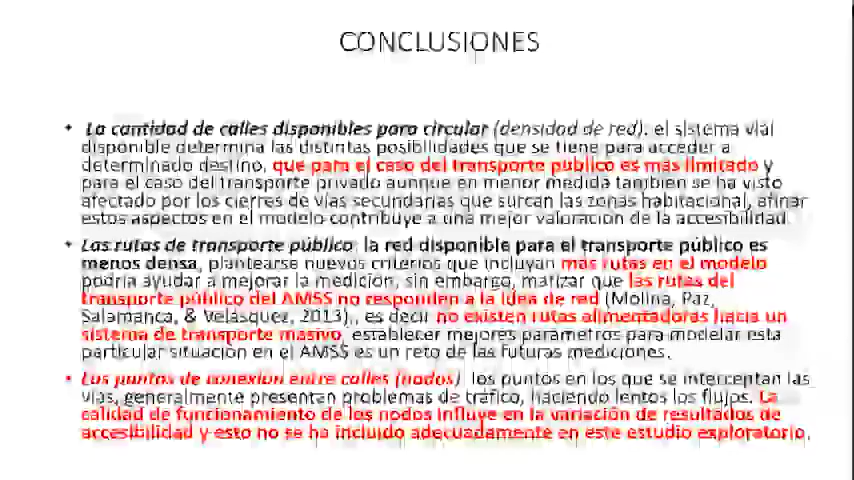 CONCLUSIONES
• La cantidad de calles disponibles para circular (densidad de red). el sistema vial
disponible determina las distintas posibilidades que se tiene para acceder a
determinado destino, que para el caso del transporte público es más limitado y
para el caso del transporte privado aunque en menor medida también se ha visto
afectado por los cierres de vías secundarias que surcan las zonas habitacional, afinar
estos aspectos en el modelo contribuye a una mejor valoración de la accesibilidad.
• Las rutas de transporte público la red disponible para el transporte público es
menos densa, plantearse nuevos criterios que incluyan más rutas en el modelo
podría ayudar a mejorar la medición, sin embargo, matizar que las rutas del
transporte público del AMSS no responden a la idea de red (Molina, Paz,
Salamanca, & Velásquez, 2013)., es decir no existen rutas alimentadoras hacia un
sistema de transporte masivo, establecer mejores parámetros para modelar esta
particular situación en el AMSS es un reto de las futuras mediciones.
• Los puntos de conexión entre calles (nodos) los puntos en los que se interceptan las
vías, generalmente presentan problemas de tráfico, haciendo lentos los flujos. La
calidad de funcionamiento de los nodos influye en la variación de resultados de
accesibilidad y esto no se ha incluido adecuadamente en este estudio exploratorio.